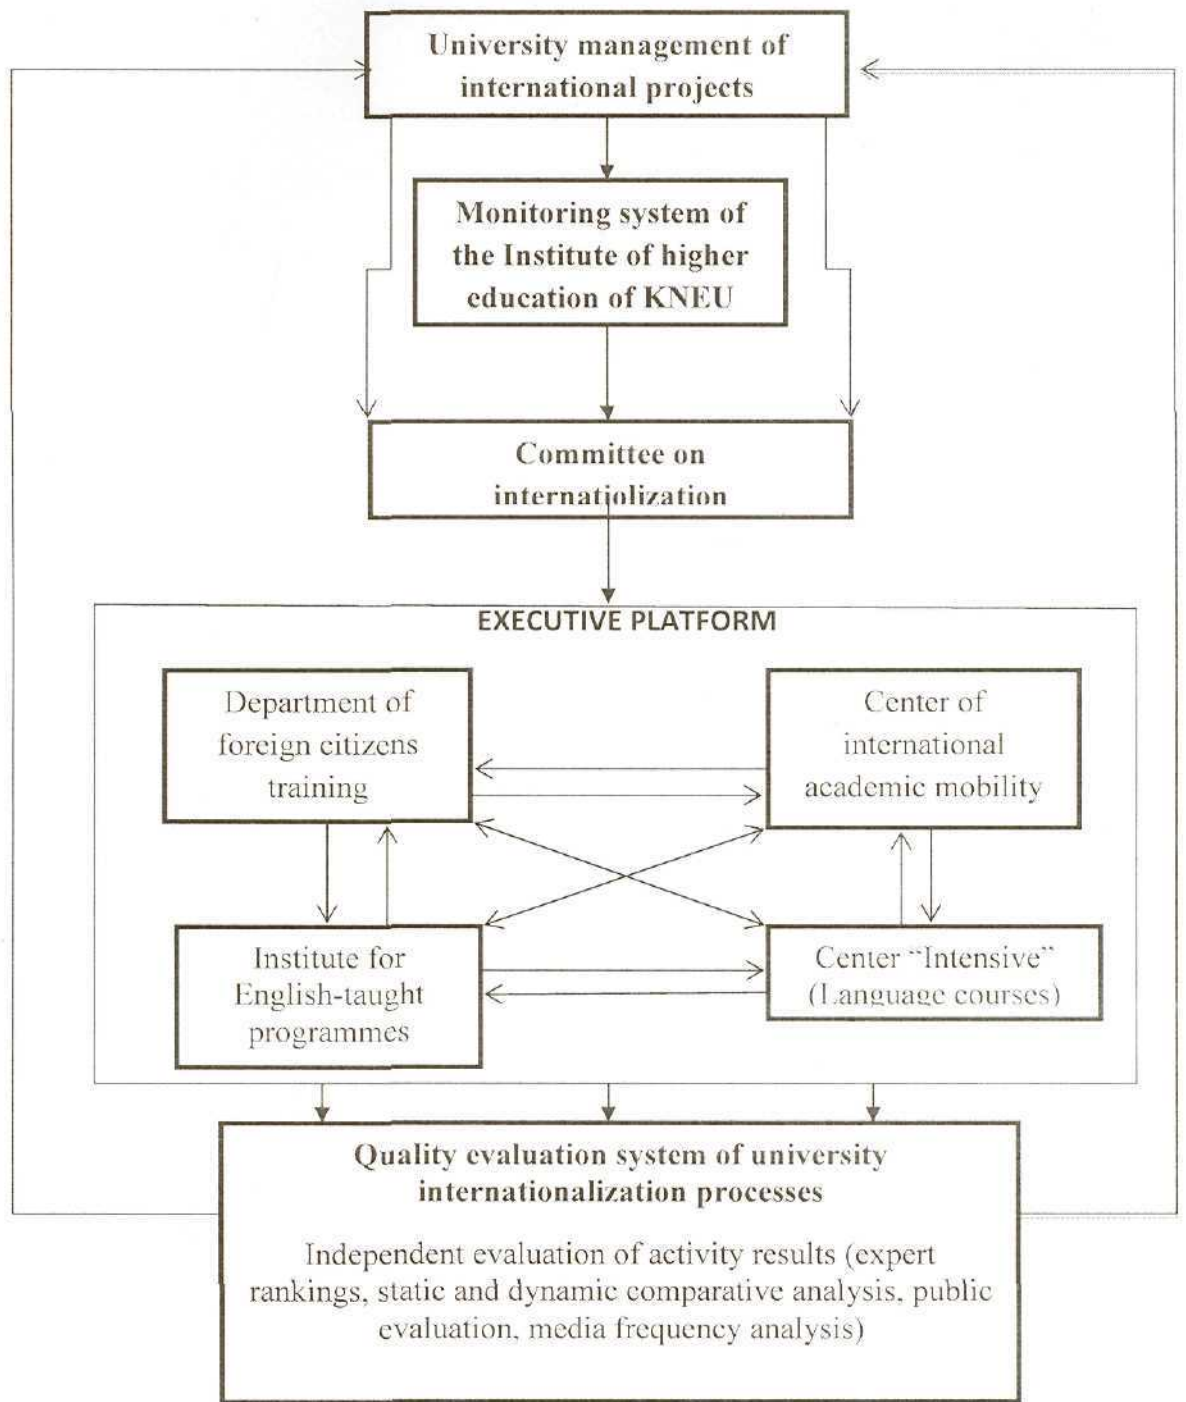 University management of
international projects
Monitoring system of
the Institute of higher
education of KNEU
Committee on
internatiolization
EXECUTIVE PLATFORM
Department of
foreign citizens
training
Center of
international
academic mobility
Institute for
English-taught
programmes
Center “Intensive”
(Language courses)
Quality evaluation system of university
internationalization processes
Independent evaluation of activity results (expert
rankings, static and dynamic comparative analysis, public
evaluation, media frequency analysis)